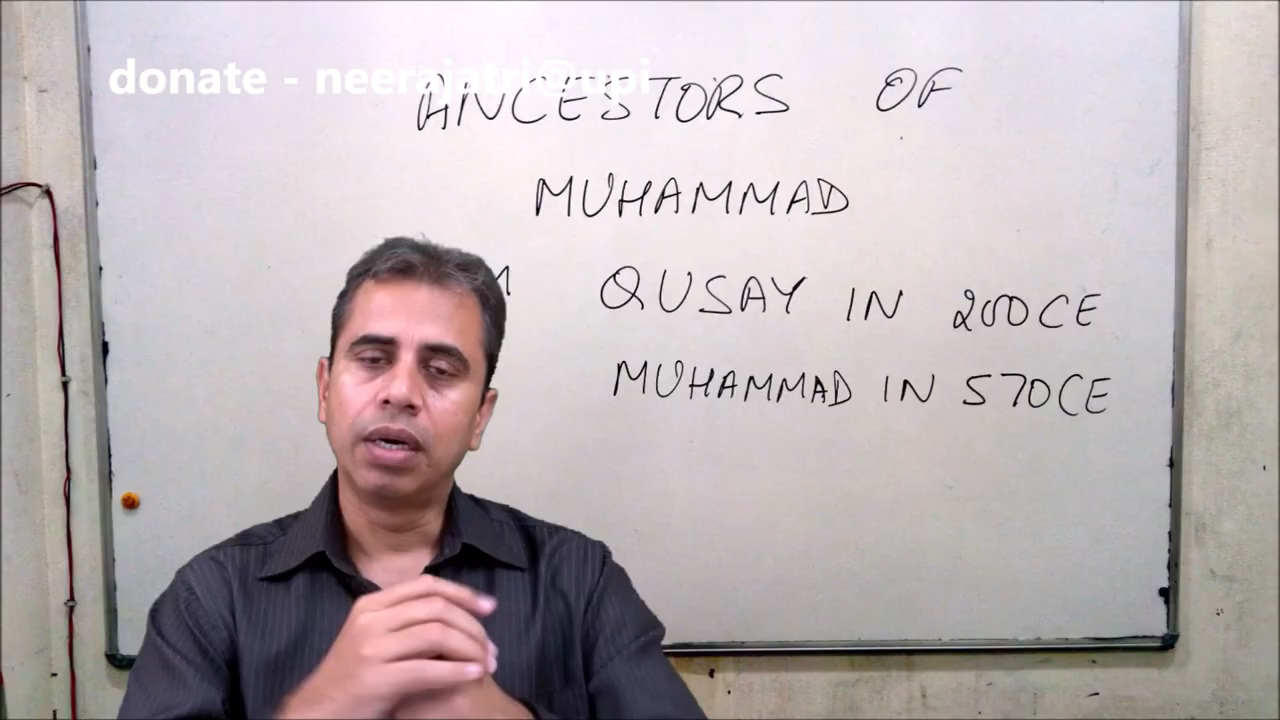 donate - neerajatri@upi
ANCESTORS OF
MUHAMMAD
QUSAY IN 200CE
MUHAMMAD IN 570CE